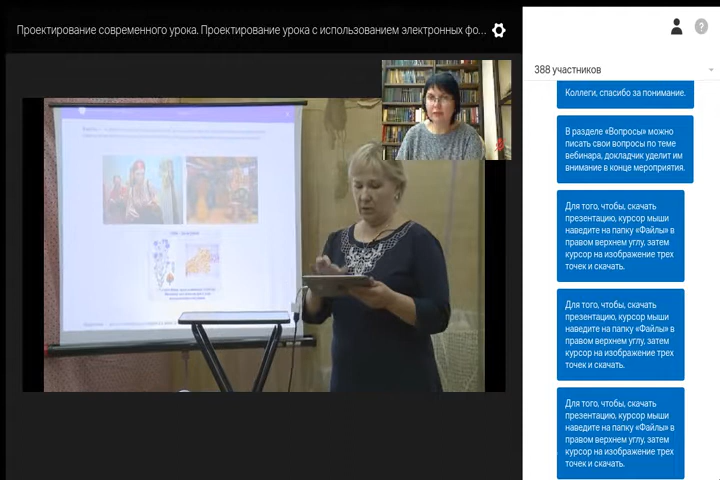 Проектирование современного урока. Проектирование урока с использованием электронных фо...
388 участников
Коллеги, спасибо за понимание.
В разделе «Вопросы» можно
писать свои вопросы по теме
вебинара, докладчик уделит им
внимание в конце мероприятия.
Для того, чтобы, скачать
презентацию, курсор мыши
наведите на папку «Файлы» в
правом верхнем углу, затем
курсор на изображение трех
точек и скачать.
Для того, чтобы, скачать
презентацию, курсор мыши
наведите на папку «Файлы» в
правом верхнем углу, затем
курсор на изображение трех
точек и скачать.
Для того, чтобы, скачать
презентацию, курсор мыши
наведите на папку «Файлы» в
правом верхнем углу, затем
курсор на изображение трех
точек и скачать.